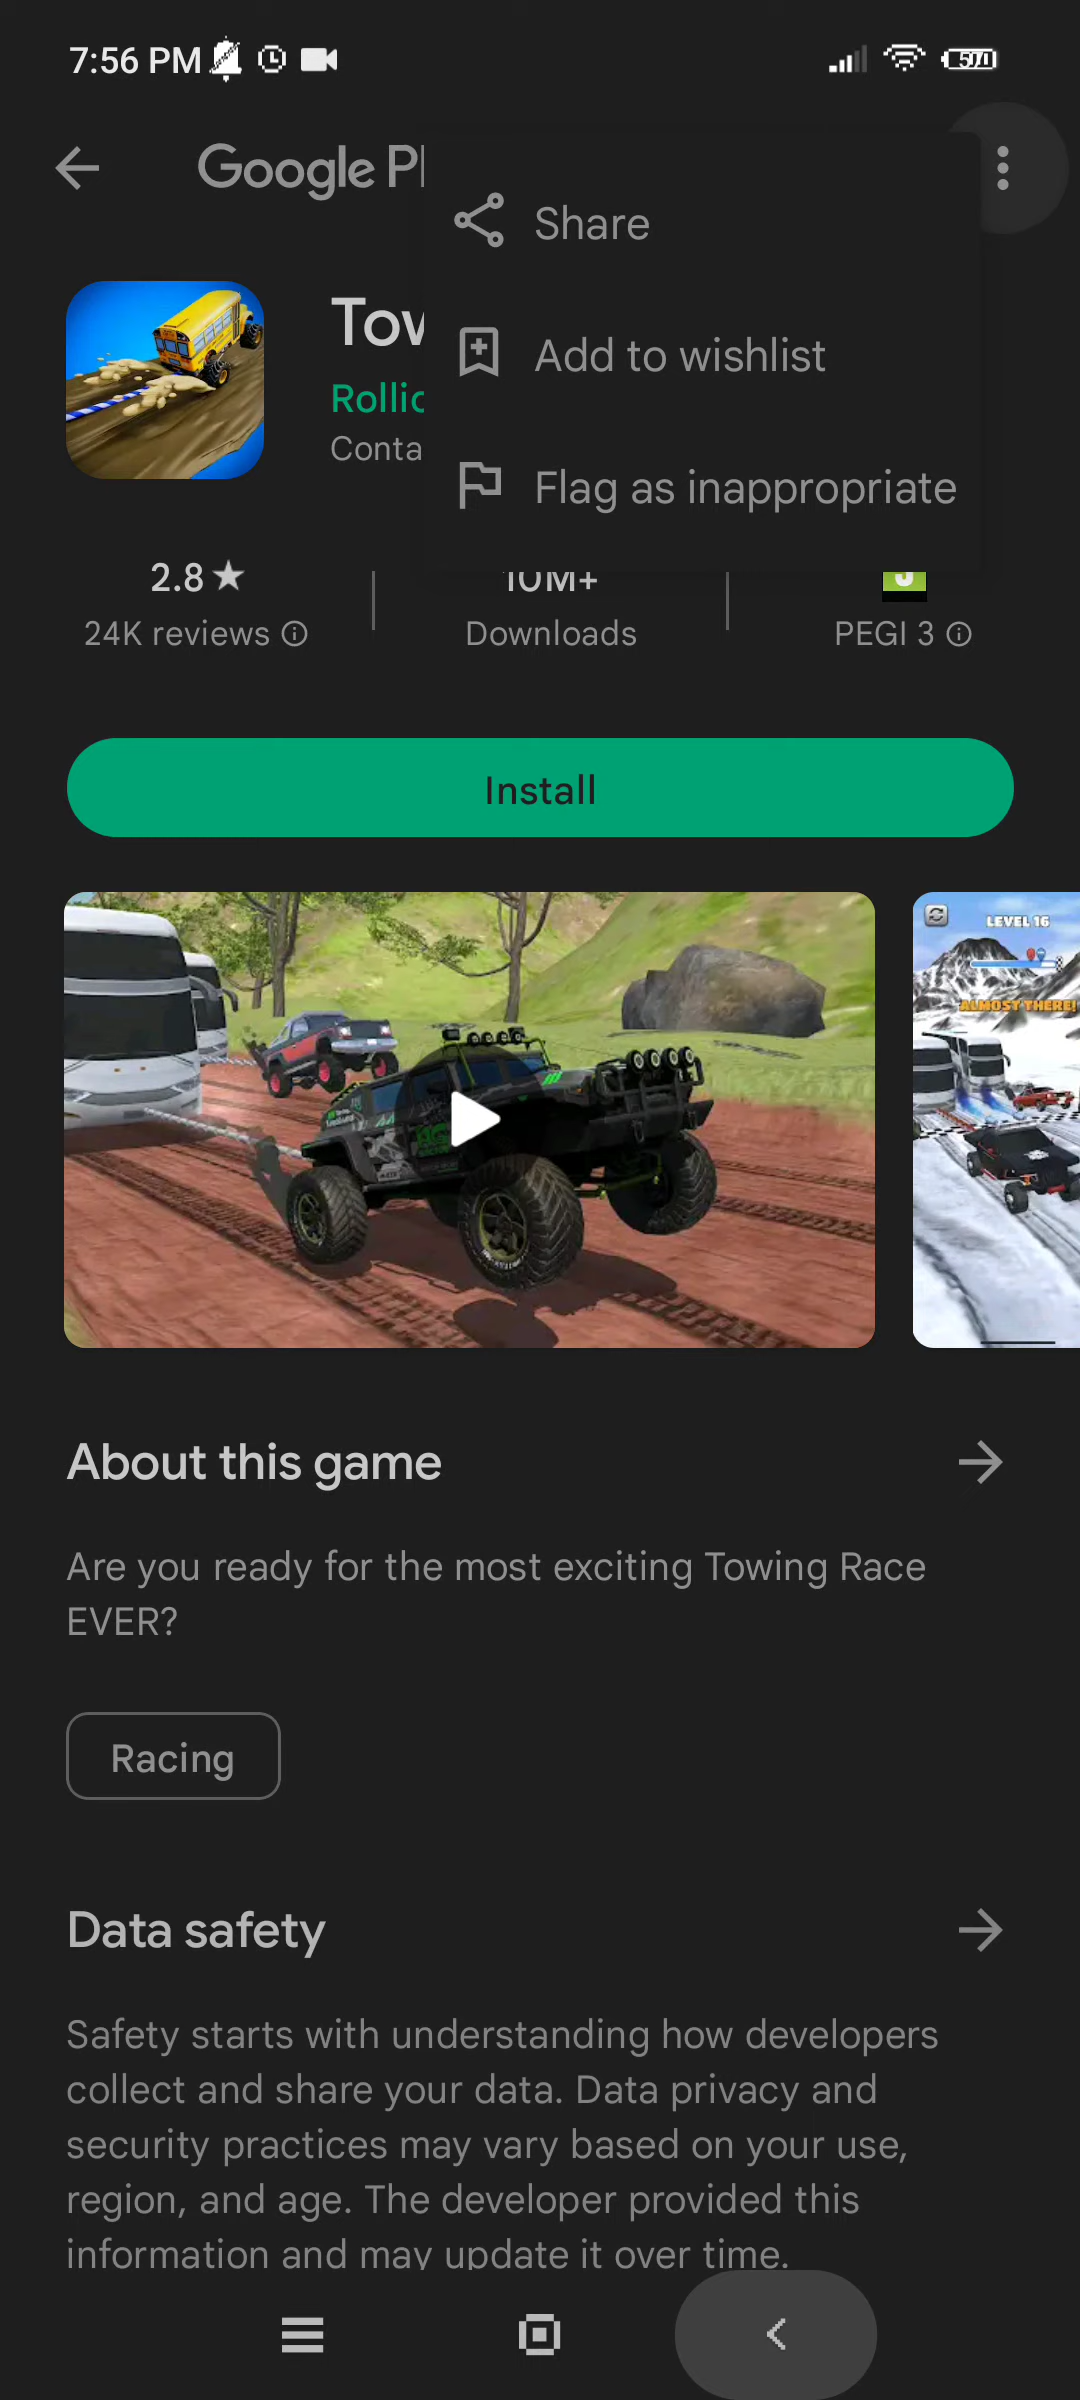 7:56 PM
Google Pl
Share
Tow
Add to wishlist
Rollic
Conta
Flag as inappropriate
2.8
10M+
3
24K reviews
Downloads
PEGI 3
Install
LEVEL 16
ALMOST THERE!
About this game
Are you ready for the most exciting Towing Race
EVER?
Racing
Data safety
Safety starts with understanding how developers
collect and share your data. Data privacy and
security practices may vary based on your use,
region, and age. The developer provided this
information and may update it over time.